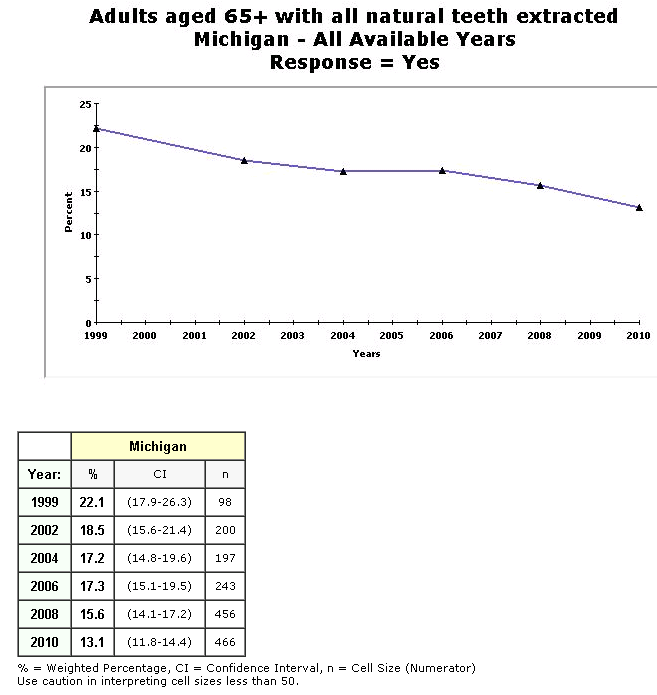 Adults aged 65+ with all natural teeth extracted
Michigan - All Available Years
Response = Yes
25
20
15
10
5
0
Percent
1999 2000 2001 2002 2003 2004 2005 2006 2007 2008 2009 2010
Years
Michigan
Year: % CI n
1999 22.1 (17.9-26.3) 98
2002 18.5 (15.6-21.4) 200
2004 17.2 (14.8-19.6) 197
2006 17.3 (15.1-19.5) 243
2008 15.6 (14.1-17.2) 456
2010 13.1 (11.8-14.4) 466
% = Weighted Percentage, CI = Confidence Interval, n = Cell Size (Numerator)
Use caution in interpreting cell sizes less than 50.